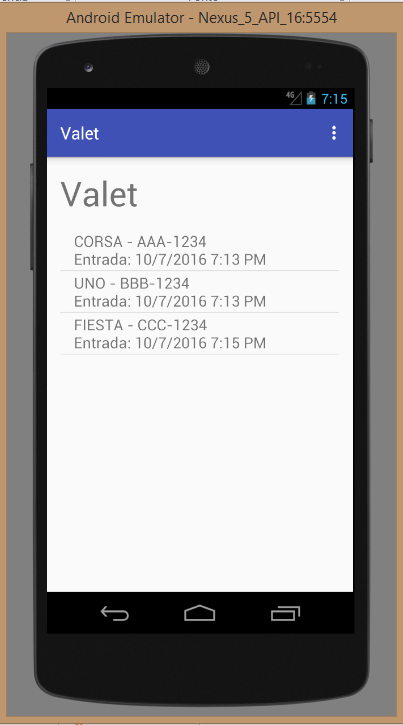 Android Emulator - Nexus_5_API_16:5554
4G 7:15
Valet
Valet
CORSA - AAA-1234
Entrada: 10/7/2016 7:13 PM
UNO - BBB-1234
Entrada: 10/7/2016 7:13 PM
FIESTA - CCC-1234
Entrada: 10/7/2016 7:15 PM